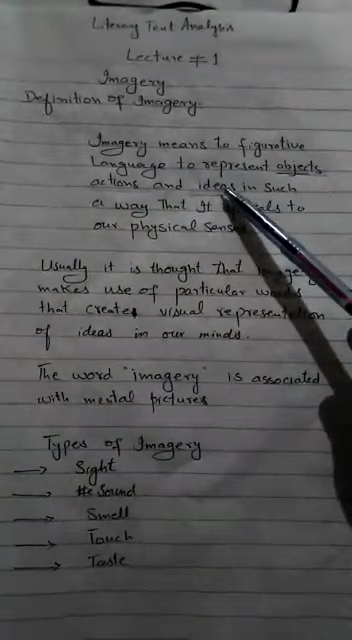 Literary Text Analysis
Lecture # 1
Imagery
Definition of Imagery:-
Imagery means to figurative
Language to represent objects
actions and ideas in such
a way That It to
our physical
Usually it is thought that
makes use of particular words
that creates visual representation
of ideas in our minds.
The word "imagery" is associated
with mental pictures
Types of Imagery
→ Sight
→ Sound
→ Smell
→ Touch
→ Taste